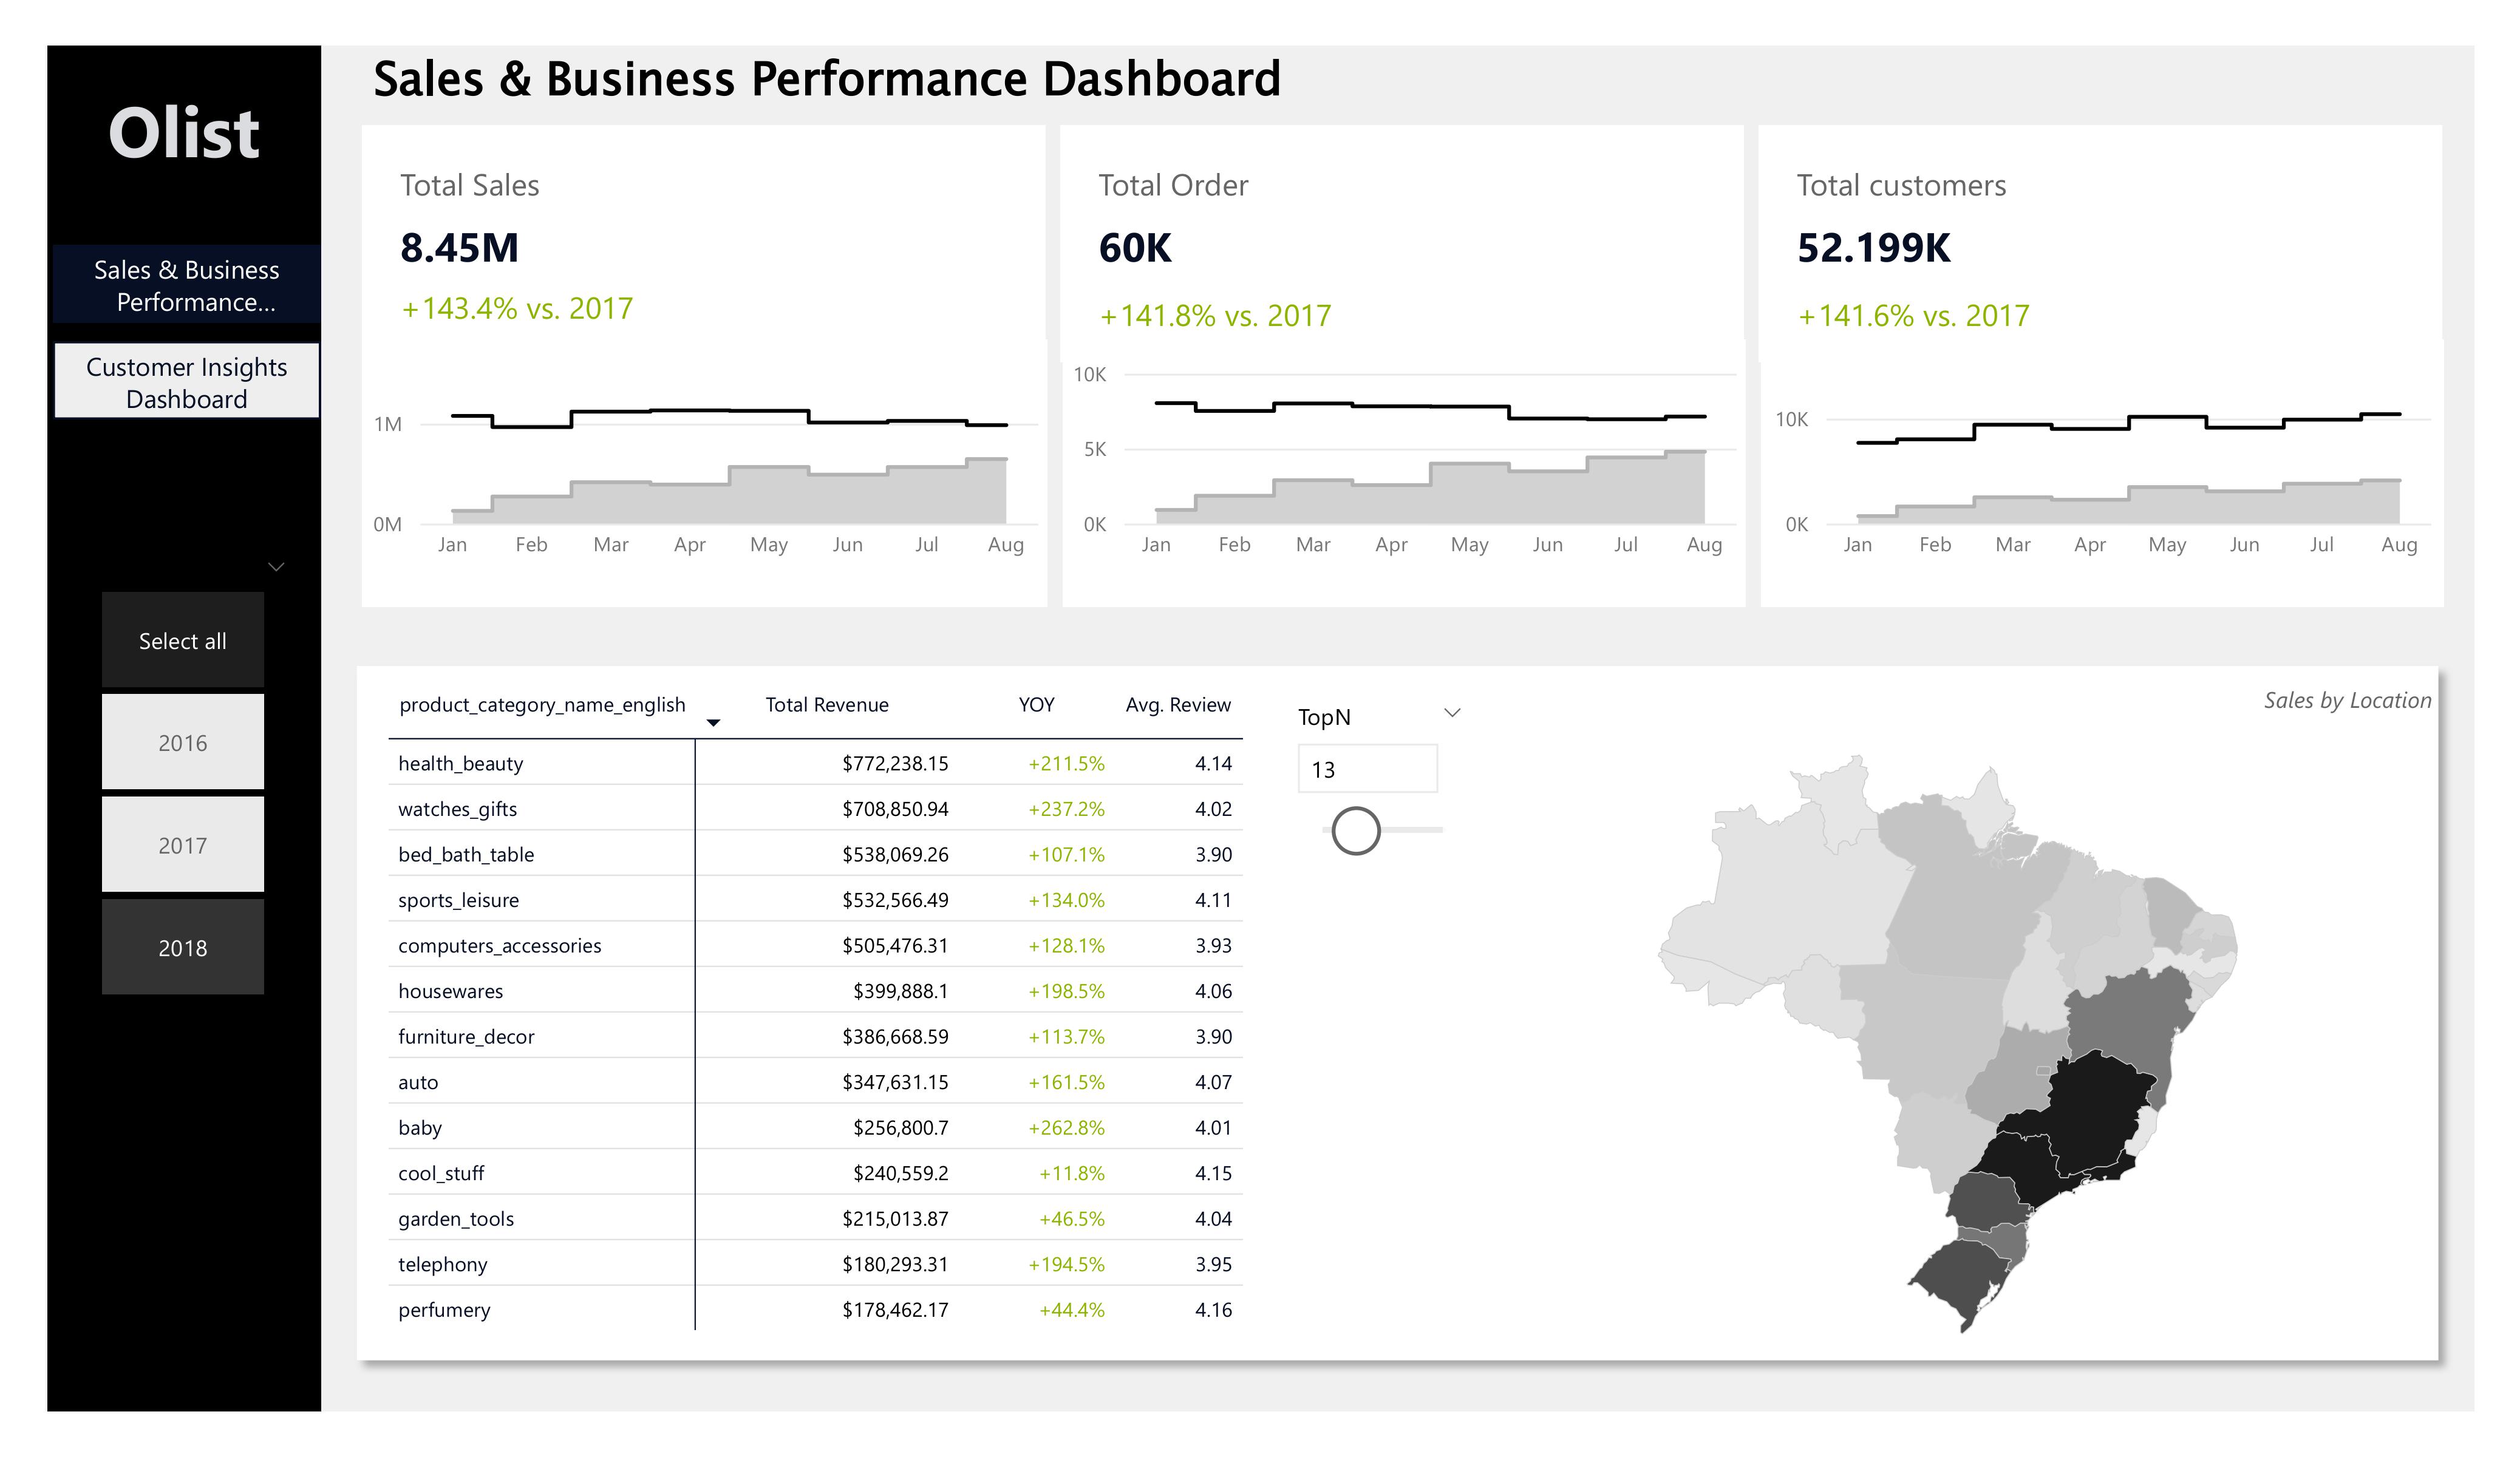 Olist
Sales & Business
Performance...
Customer Insights
Dashboard
Select all
2016
2017
2018
Sales & Business Performance Dashboard
Total Sales
8.45M
+143.4% vs. 2017
1M
0M
Jan Feb Mar Apr May Jun Jul Aug
Total Order
60K
+141.8% vs. 2017
10K
5K
0K
Jan Feb Mar Apr May Jun Jul Aug
Total customers
52.199K
+141.6% vs. 2017
10K
0K
Jan Feb Mar Apr May Jun Jul Aug
product_category_name_english Total Revenue YOY Avg. Review
health_beauty $772,238.15 +211.5% 4.14
watches_gifts $708,850.94 +237.2% 4.02
bed_bath_table $538,069.26 +107.1% 3.90
sports_leisure $532,566.49 +134.0% 4.11
computers_accessories $505,476.31 +128.1% 3.93
housewares $399,888.1 +198.5% 4.06
furniture_decor $386,668.59 +113.7% 3.90
auto $347,631.15 +161.5% 4.07
baby $256,800.7 +262.8% 4.01
cool_stuff $240,559.2 +11.8% 4.15
garden_tools $215,013.87 +46.5% 4.04
telephony $180,293.31 +194.5% 3.95
perfumery $178,462.17 +44.4% 4.16
TopN
13
Sales by Location